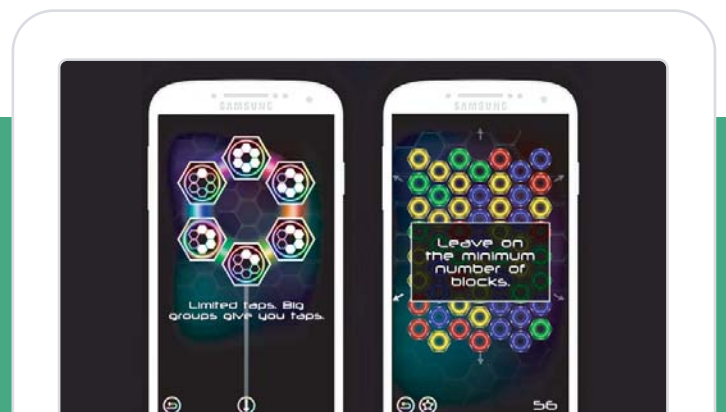 SAMSUNG
Limited taps. Big
groups give you taps.
SAMSUNG
Leave on
the minimum
number of
blocks.
56